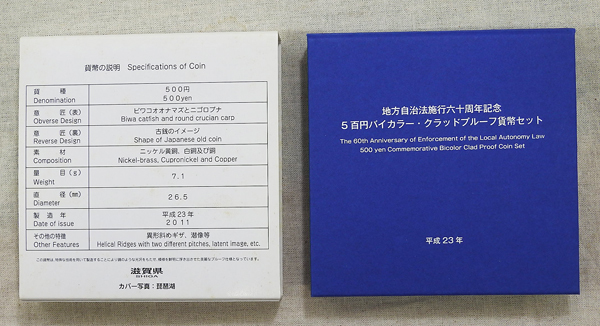 貨幣の説明 Specifications of Coin
貨種 500円
Denomination 500yen
意匠(表) ビワコオオナマズとニゴロブナ
Obverse Design Biwa catfish and round crucian carp
意匠(裏) 古銭のイメージ
Reverse Design Shape of Japanese old coin
素材 ニッケル黄銅、白銅及び銅
Composition Nickel-brass, Cupronickel and Copper
量目(g) 7.1
Weight
直径(mm) 26.5
Diameter
製造年 平成23年
Date of issue 2011
その他の特徴 異形斜めギザ、潜像等
Other Features Helical Ridges with two different pitches, latent image, etc.
滋賀県
SHIGA
カバー写真:琵琶湖
地方自治法施行六十周年記念
5百円バイカラー・クラッドプルーフ貨幣セット
The 60th Anniversary of Enforcement of the Local Autonomy Law
500 yen Commemorative Bicolor Clad Proof Coin Set
平成23年